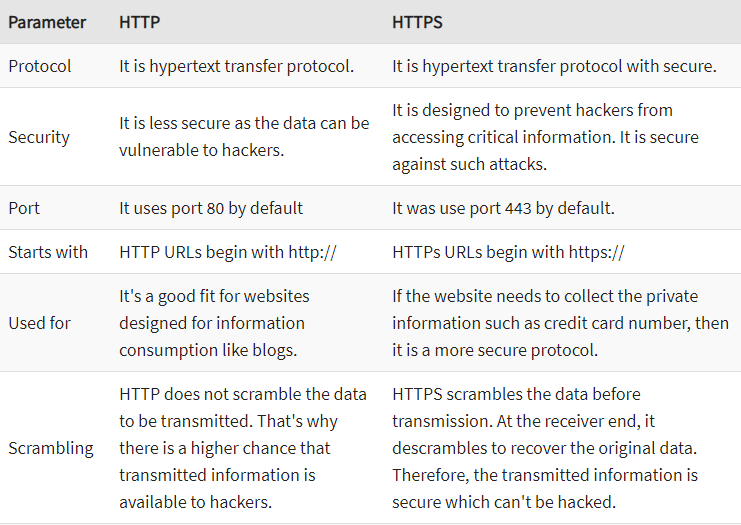 Parameter HTTP HTTPS
Protocol It is hypertext transfer protocol. It is hypertext transfer protocol with secure.
Security
It is less secure as the data can be
vulnerable to hackers.
It is designed to prevent hackers from
accessing critical information. It is secure
against such attacks.
Port It uses port 80 by default It was use port 443 by default.
Starts with HTTP URLs begin with http:// HTTPs URLs begin with https://
Used for
It's a good fit for websites
designed for information
consumption like blogs.
If the website needs to collect the private
information such as credit card number, then
it is a more secure protocol.
Scrambling
HTTP does not scramble the data
to be transmitted. That's why
there is a higher chance that
transmitted information is
available to hackers.
HTTPS scrambles the data before
transmission. At the receiver end, it
descrambles to recover the original data.
Therefore, the transmitted information is
secure which can't be hacked.